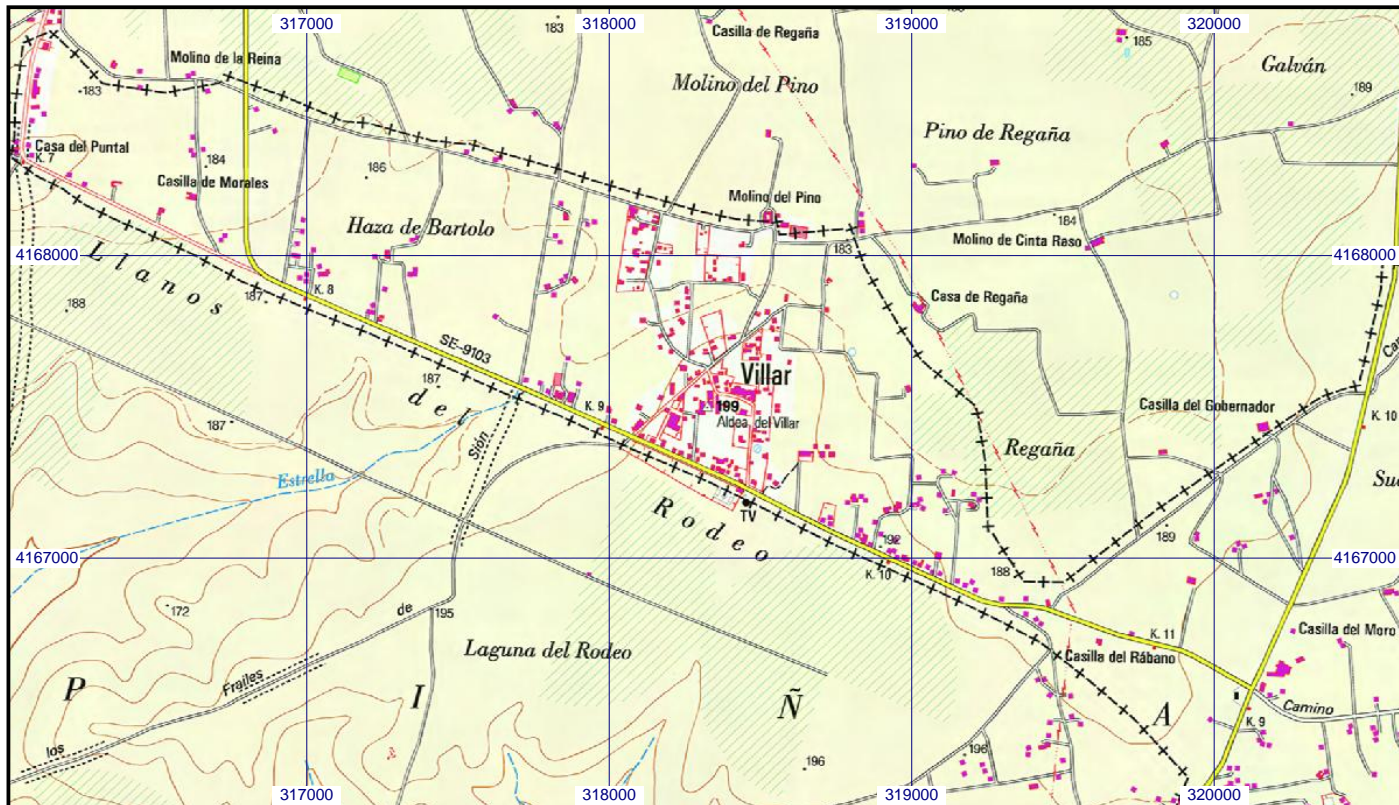 317000
318000
319000
320000
Casilla de Regaña
183
185
Molino de la Reina
Galván
Molino del Pino
183
189
Pino de Regaña
Casa del Puntal
K. 7
184
186
Casilla de Morales
Molino del Pino
184
Haza de Bartolo
Molino de Cinta Raso
183
4168000
4168000
Llanos
187
K. 8
188
Casa de Regaña
SE-9103
Villar
187
del
K. 9
199
Aldea del Villar
Casilla del Gobernador
K. 10
187
Sión
Regaña
Estrella
Rodeo
TV
189
192
4167000
4167000
K. 10
188
172
de
195
K. 11
Casilla del Moro
Laguna del Rodeo
Casilla del Rábano
Frailes
P
I
Ñ
A
Camino
K. 9
los
196
196
317000
318000
319000
320000